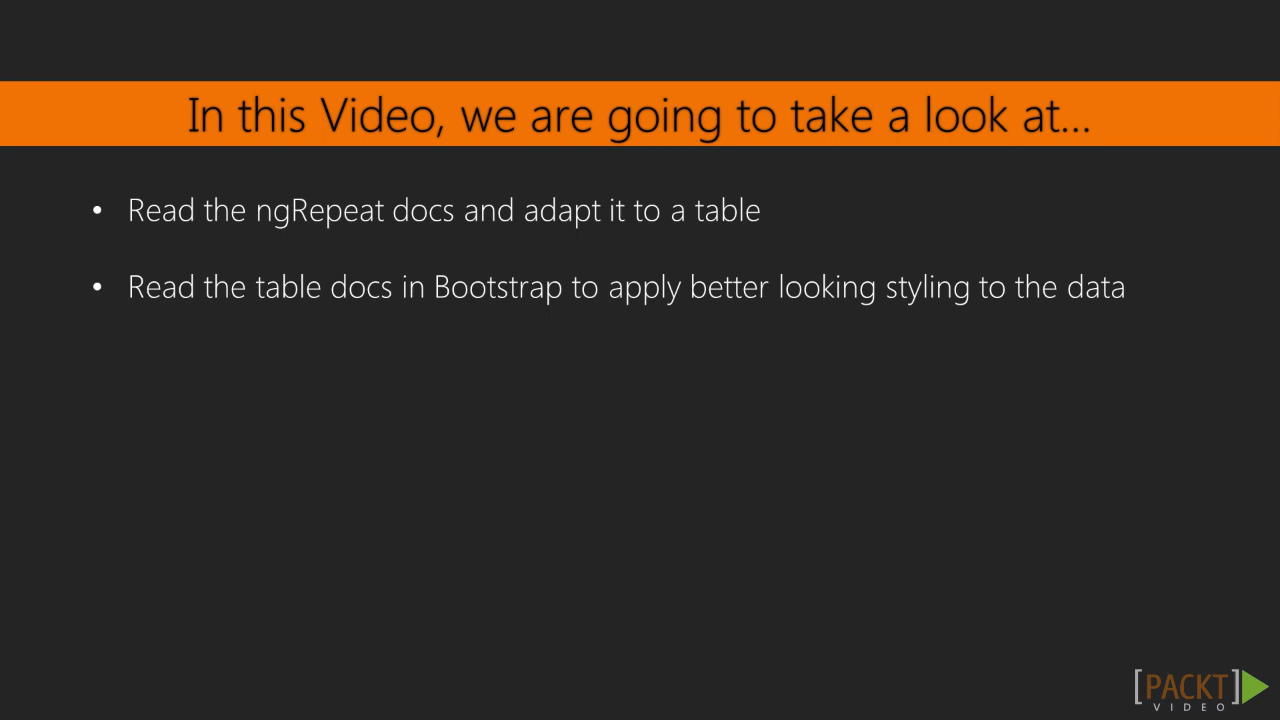 In this Video, we are going to take a look at...
• Read the ngRepeat docs and adapt it to a table
• Read the table docs in Bootstrap to apply better looking styling to the data
[PACKT]
VIDEO